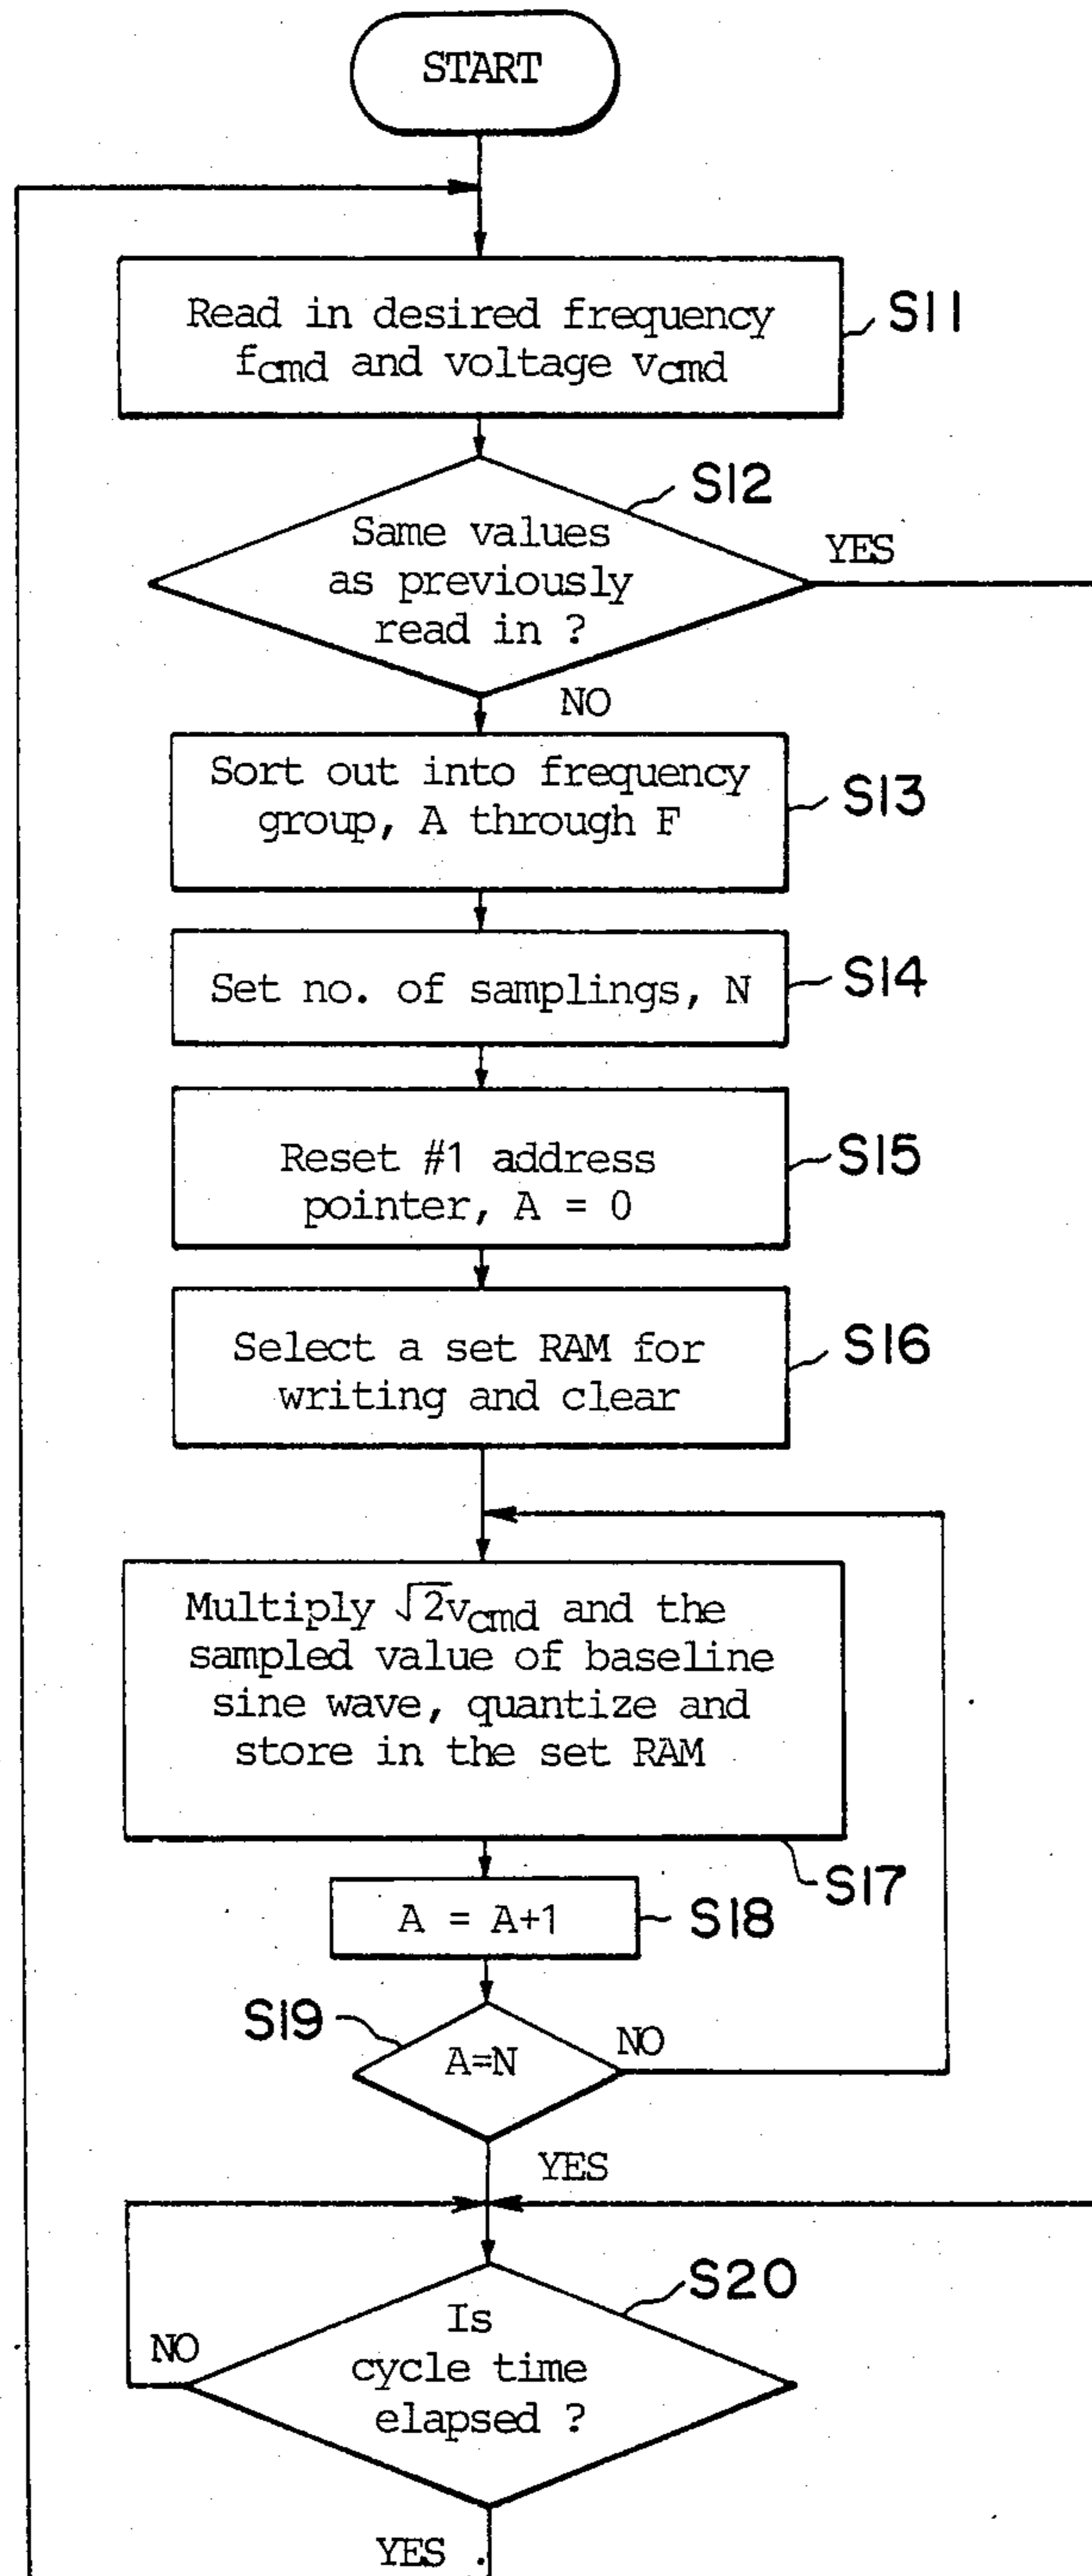 START
Read in desired frequency
fcmd and voltage vcmd
S11
S12
Same values
as previously
read in ?
YES
NO
Sort out into frequency
group, A through F
S13
Set no. of samplings, N
S14
Reset #1 address
pointer, A = 0
S15
Select a set RAM for
writing and clear
S16
Multiply √2vcmd and the
sampled value of baseline
sine wave, quantize and
store in the set RAM
S17
A = A+1
S18
S19
A=N
NO
YES
S20
Is
cycle time
elapsed ?
NO
YES